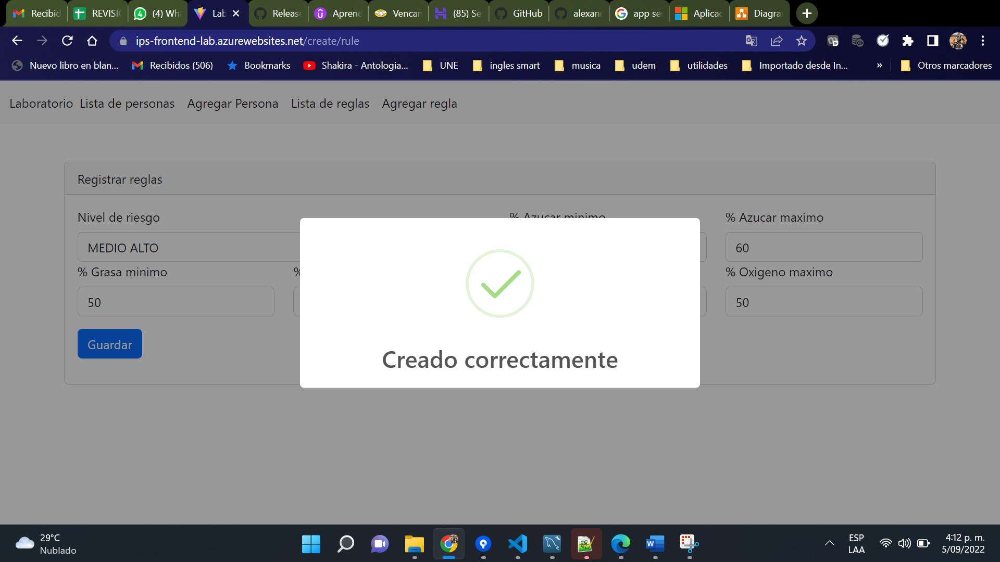 Recibid REVISI (4) Wh Lab Release Aprend Vencan (85) Se GitHub alexan app se Aplicac Diagra
ips-frontend-lab.azurewebsites.net/create/rule
Nuevo libro en blan... Recibidos (506) Bookmarks Shakira - Antologia... UNE ingles smart musica udem utilidades Importado desde In... » Otros marcadores
Laboratorio Lista de personas Agregar Persona Lista de reglas Agregar regla
Registrar reglas
Nivel de riesgo % Azucar minimo % Azucar maximo
MEDIO ALTO 60
% Grasa minimo % % Oxigeno maximo
50 50
Guardar
Creado correctamente
29°C
Nublado
ESP
LAA
4:12 p. m.
5/09/2022